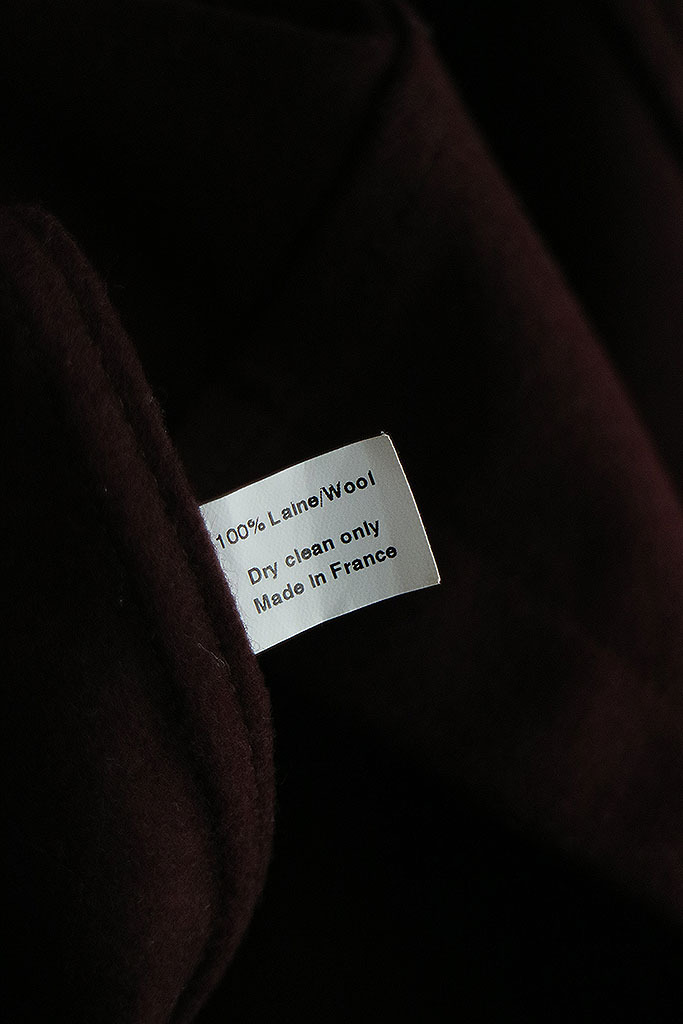 100% Laine/Wool
Dry clean only
Made in France